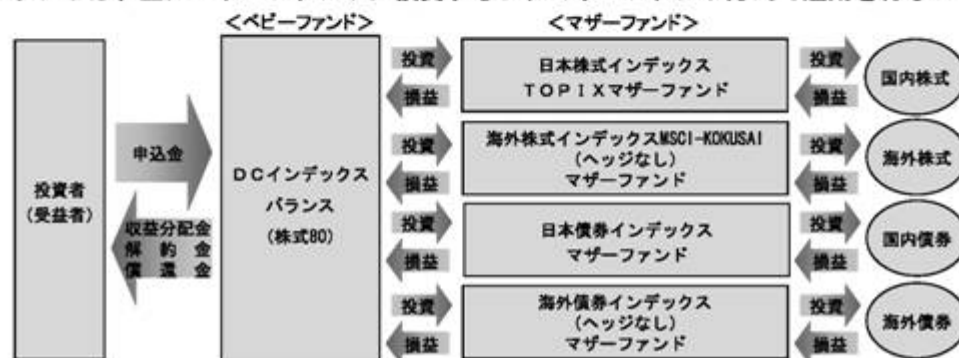 ＜ベビーファンド＞
＜マザーファンド＞
投資者
（受益者）
申込金
収益分配金
解約金
償還金
ＤＣインデックス
バランス
（株式80）
投資
損益
日本株式インデックス
ＴＯＰＩＸマザーファンド
投資
損益
国内株式
投資
損益
海外株式インデックスMSCI-KOKUSAI
（ヘッジなし）
マザーファンド
投資
損益
海外株式
投資
損益
日本債券インデックス
マザーファンド
投資
損益
国内債券
投資
損益
海外債券インデックス
（ヘッジなし）
マザーファンド
投資
損益
海外債券